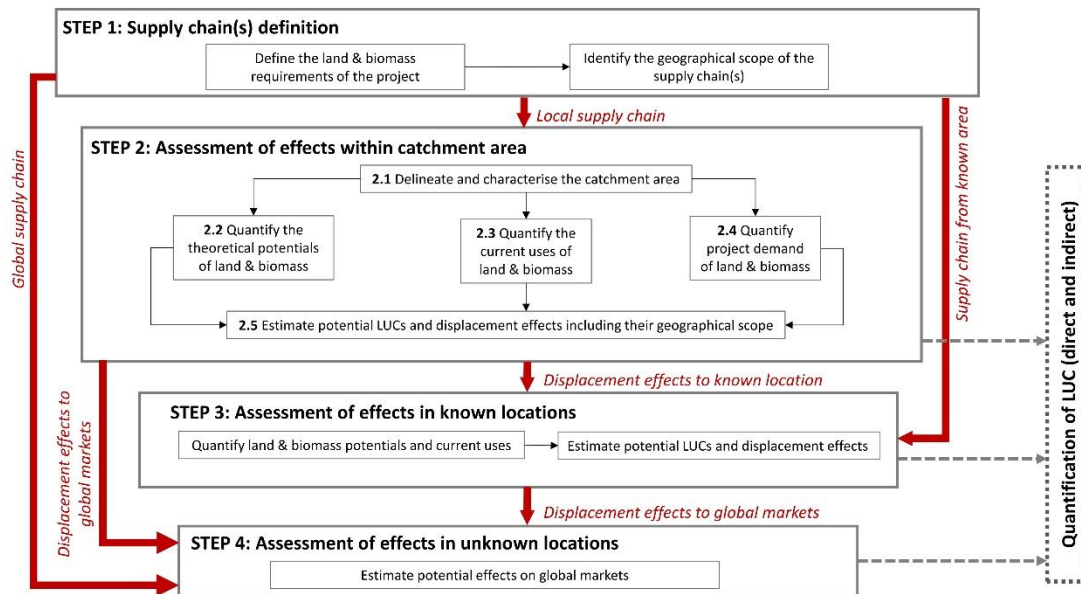 STEP 1: Supply chain(s) definition
Define the land & biomass
requirements of the project
Identify the geographical scope of the
supply chain(s)
Global supply chain
Local supply chain
Supply chain from known area
STEP 2: Assessment of effects within catchment area
2.1 Delineate and characterise the catchment area
2.2 Quantify the
theoretical potentials
of land & biomass
2.3 Quantify the
current uses of
land & biomass
2.4 Quantify
project demand
of land & biomass
2.5 Estimate potential LUCs and displacement effects including their geographical scope
Displacement effects to
global markets
Displacement effects to known location
STEP 3: Assessment of effects in known locations
Quantify land & biomass potentials and current uses
Estimate potential LUCs and displacement effects
Displacement effects to global markets
STEP 4: Assessment of effects in unknown locations
Estimate potential effects on global markets
Quantification of LUC (direct and indirect)